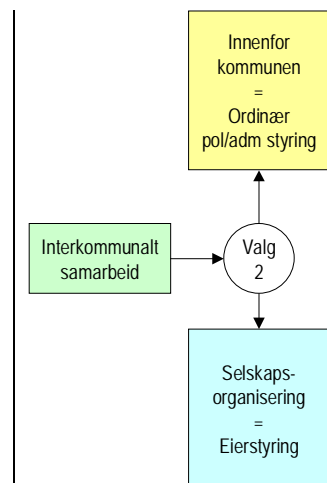 Innenfor
kommunen
=
Ordinær
pol/adm styring
Interkommunalt
samarbeid
Valg
2
Selskaps-
organisering
=
Eierstyring